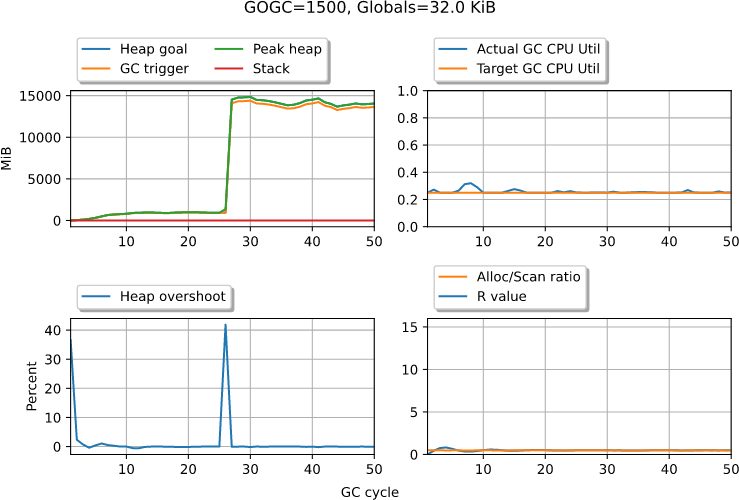 GOGC=1500, Globals=32.0 KiB
Heap goal
Peak heap
GC trigger
Stack
Actual GC CPU Util
Target GC CPU Util
15000
10000
5000
0
MiB
10 20 30 40 50
1.0
0.8
0.6
0.4
0.2
0.0
10 20 30 40 50
Heap overshoot
Alloc/Scan ratio
R value
40
30
20
10
0
Percent
10 20 30 40 50
15
10
5
0
10 20 30 40 50
GC cycle